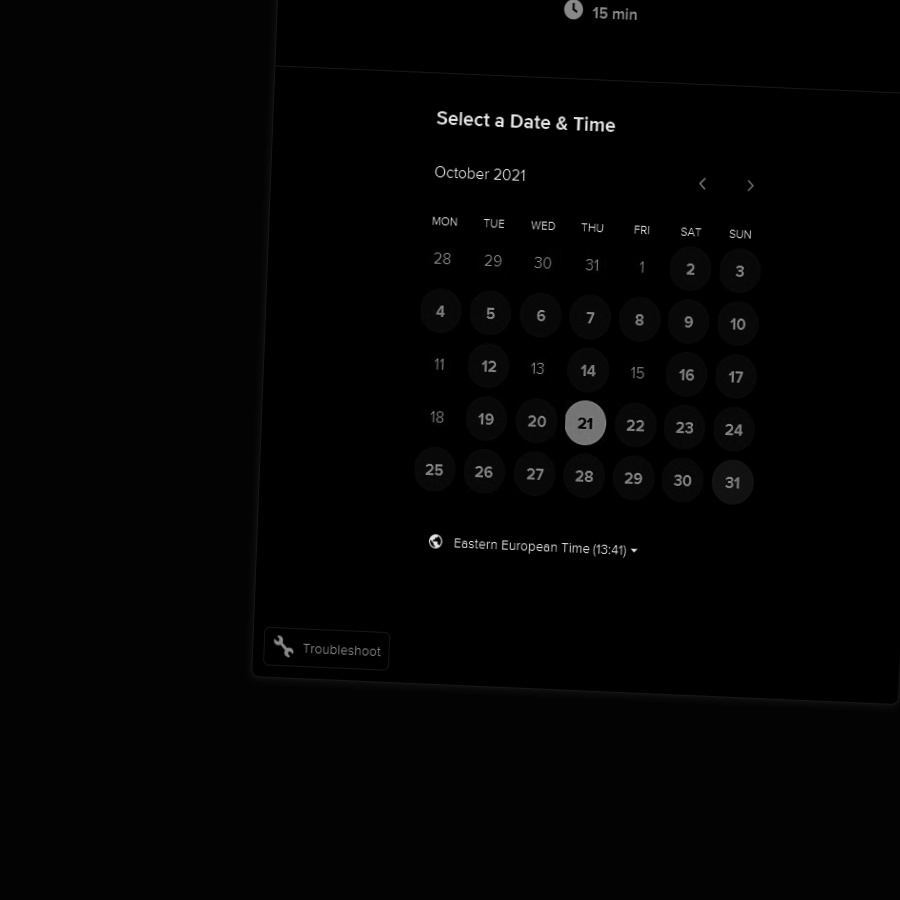 15 min
Select a Date & Time
October 2021
MON TUE WED THU FRI SAT SUN
28 29 30 31 1 2 3
4 5 6 7 8 9 10
11 12 13 14 15 16 17
18 19 20 21 22 23 24
25 26 27 28 29 30 31
Eastern European Time (13:41)
Troubleshoot